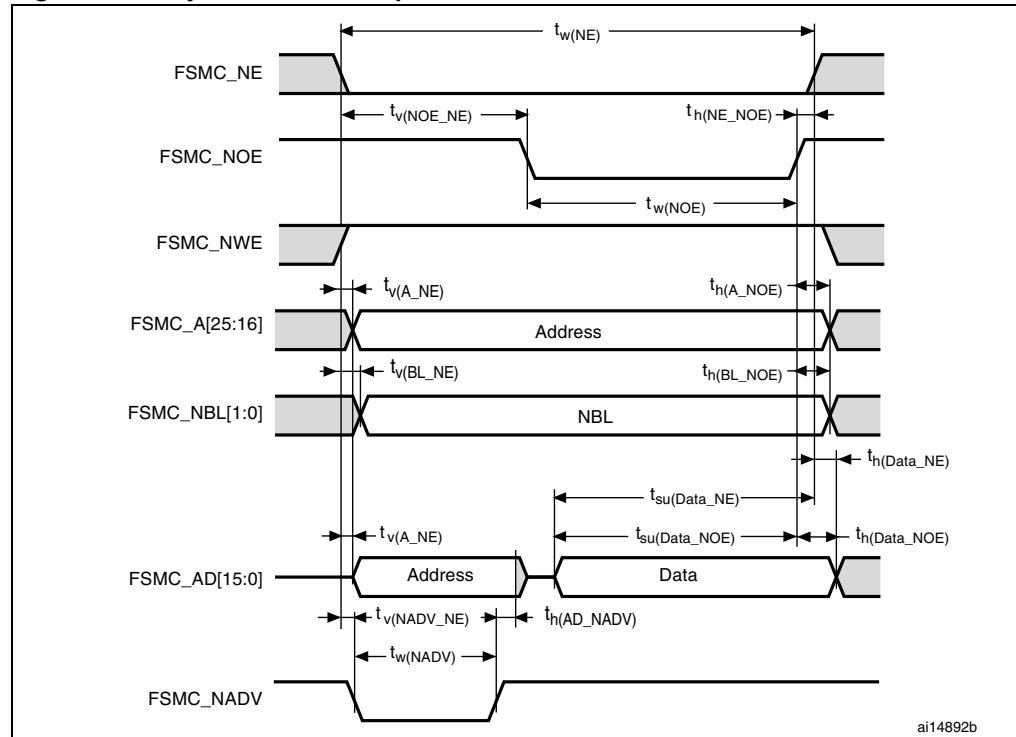 tw(NE)
FSMC_NE
tv(NOE_NE)
th(NE_NOE)
FSMC_NOE
tw(NOE)
FSMC_NWE
tv(A_NE)
th(A_NOE)
FSMC_A[25:16]
Address
tv(BL_NE)
th(BL_NOE)
FSMC_NBL[1:0]
NBL
th(Data_NE)
tsu(Data_NE)
tv(A_NE)
tsu(Data_NOE)
th(Data_NOE)
FSMC_AD[15:0]
Address
Data
tv(NADV_NE)
th(AD_NADV)
tw(NADV)
FSMC_NADV
ai14892b